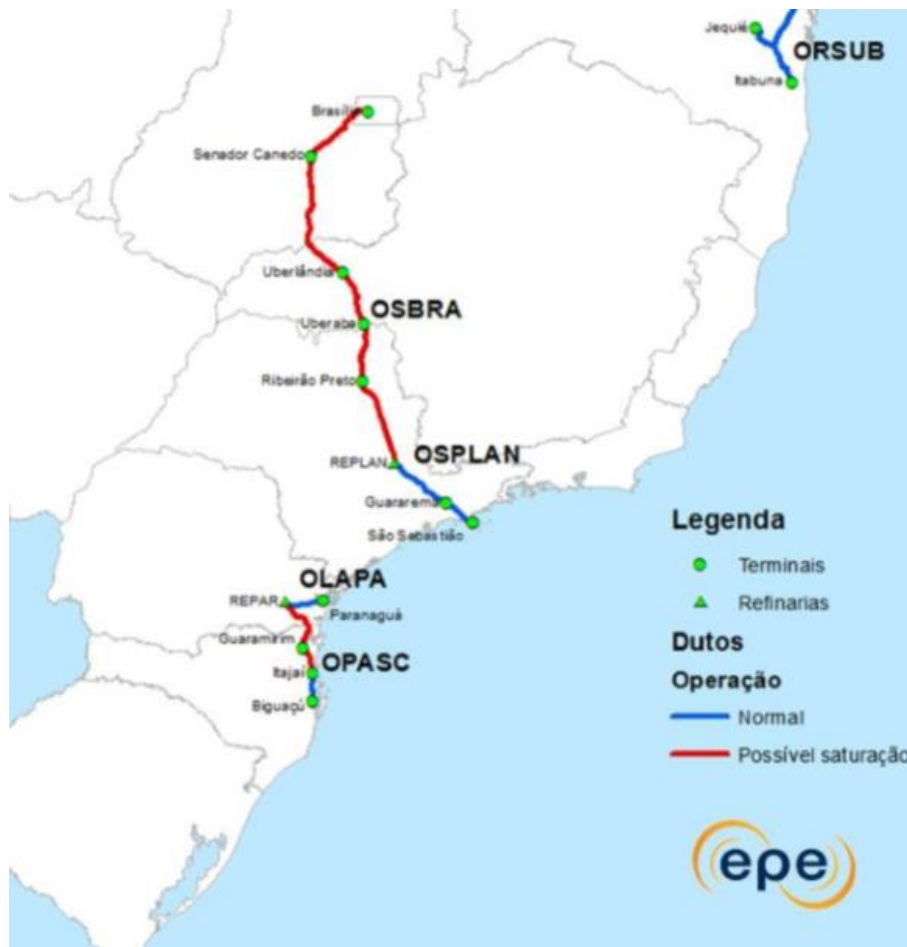 Jequié
ORSUB
Itabuna
Brasília
Senador Canedo
Uberlândia
OSBRA
Uberaba
Ribeirão Preto
OSPLAN
REPLAN
Guararema
São Sebastião
Legenda
Terminais
Refinarias
OLAPA
REPAR
Paranaguá
Guaramirim
OPASC
Itajaí
Biguaçú
Dutos
Operação
Normal
Possível saturação
epe